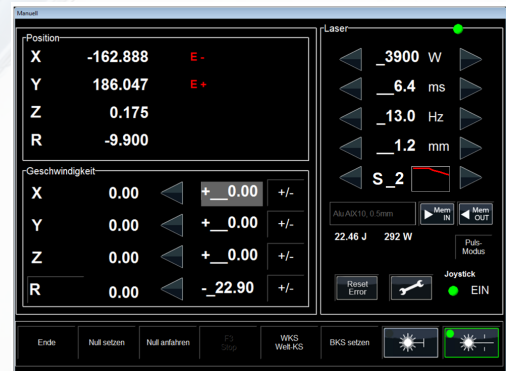 Manuell
Position
X -162.888 E -
Y 186.047 E +
Z 0.175
R -9.900
Geschwindigkeit
X 0.00 +__0.00 +/-
Y 0.00 +__0.00 +/-
Z 0.00 +__0.00 +/-
R 0.00 -_22.90 +/-
Laser
_3900 W
__6.4 ms
_13.0 Hz
__1.2 mm
S_2
Alu AlX10, 0.5mm
Mem IN
Mem OUT
22.46 J 292 W
Puls-
Modus
Reset
Error
Joystick
EIN
Ende
Null setzen
Null anfahren
F3
Stop
WKS
Welt-KS
BKS setzen